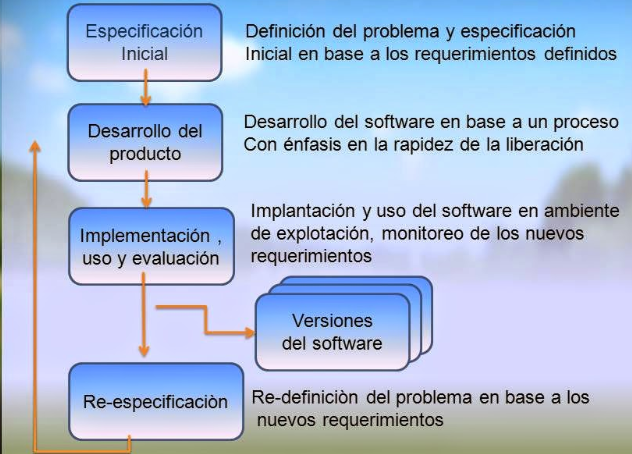 Especificación
Inicial
Definición del problema y especificación
Inicial en base a los requerimientos definidos
Desarrollo del
producto
Desarrollo del software en base a un proceso
Con énfasis en la rapidez de la liberación
Implementación ,
uso y evaluación
Implantación y uso del software en ambiente
de explotación, monitoreo de los nuevos
requerimientos
Versiones
del software
Re-especificaciòn
Re-definiciòn del problema en base a los
nuevos requerimientos